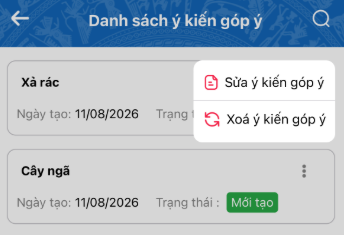 Danh sách ý kiến góp ý
Xả rác
Sửa ý kiến góp ý
Ngày tạo: 11/08/2026 Trạng
Xoá ý kiến góp ý
Cây ngã
Ngày tạo: 11/08/2026 Trạng thái : Mới tạo